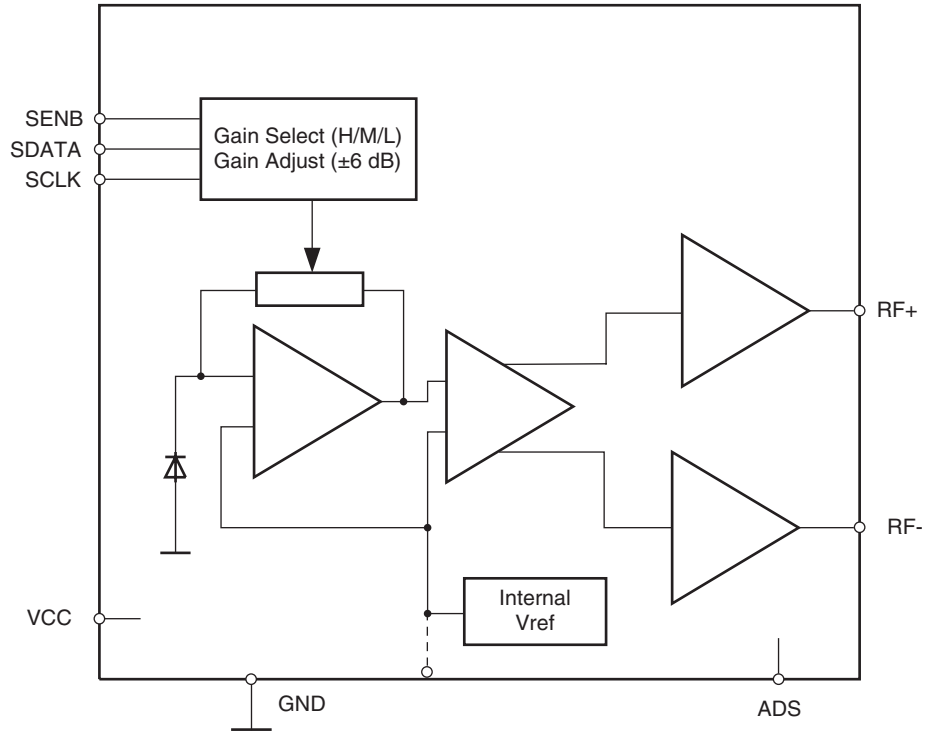 SENB
SDATA
SCLK
Gain Select (H/M/L)
Gain Adjust (±6 dB)
RF+
RF-
Internal
Vref
VCC
GND
ADS